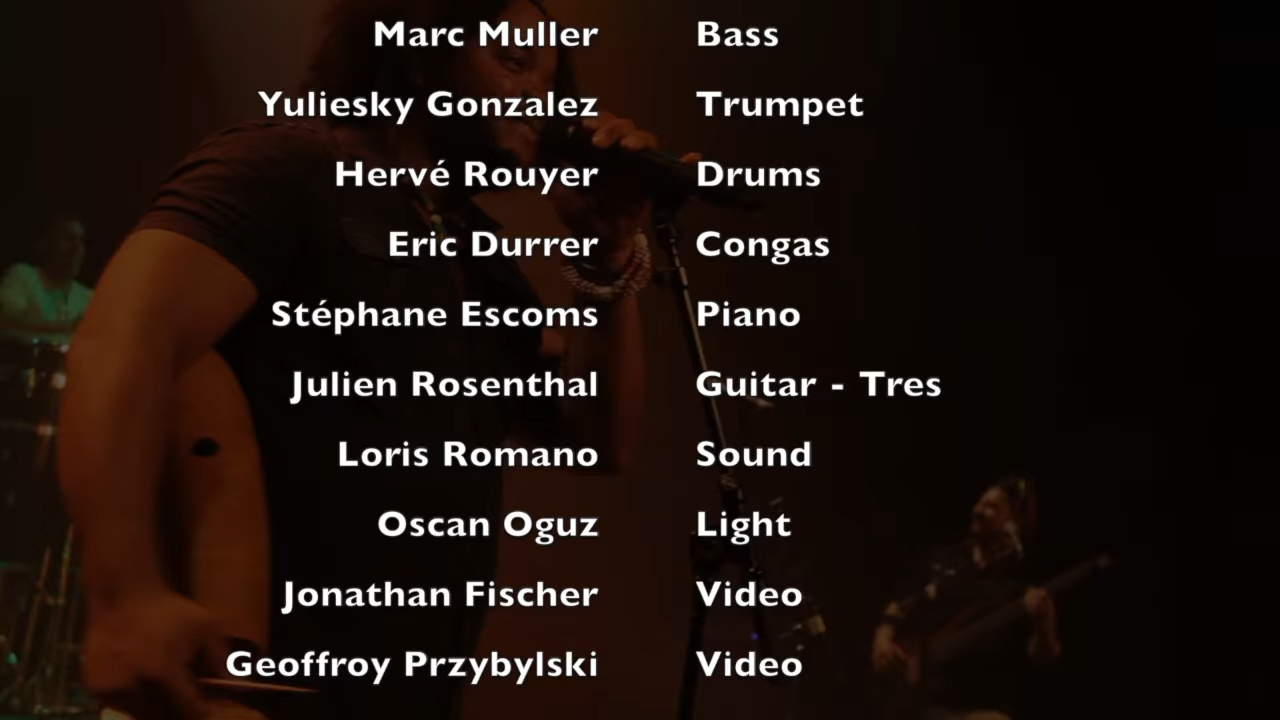 Marc Muller Bass
Yuliesky Gonzalez Trumpet
Hervé Rouyer Drums
Eric Durrer Congas
Stéphane Escoms Piano
Julien Rosenthal Guitar - Tres
Loris Romano Sound
Oscan Oguz Light
Jonathan Fischer Video
Geoffroy Przybylski Video